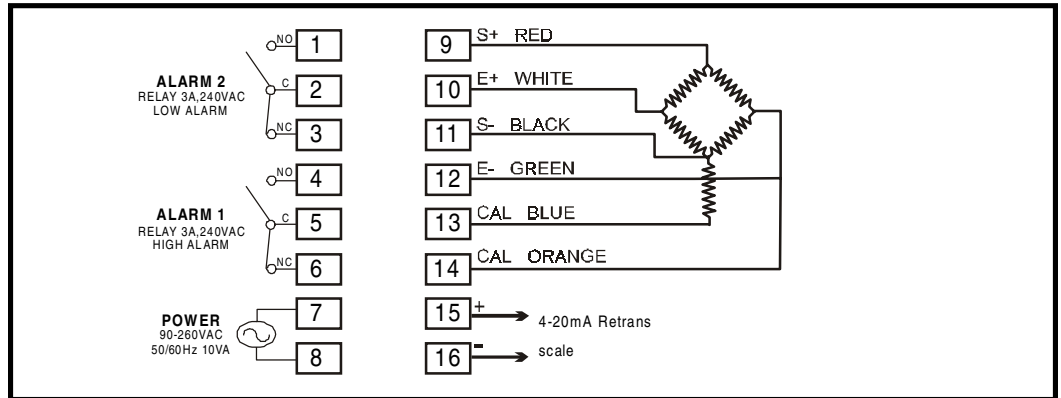 NO 1
ALARM 2
RELAY 3A,240VAC
LOW ALARM
C 2
NC 3
NO 4
ALARM 1
RELAY 3A,240VAC
HIGH ALARM
C 5
NC 6
POWER
90-260VAC
50/60Hz 10VA
7
8
9 S+ RED
10 E+ WHITE
11 S- BLACK
12 E- GREEN
13 CAL BLUE
14 CAL ORANGE
15 + 4-20mA Retrans
16 - scale